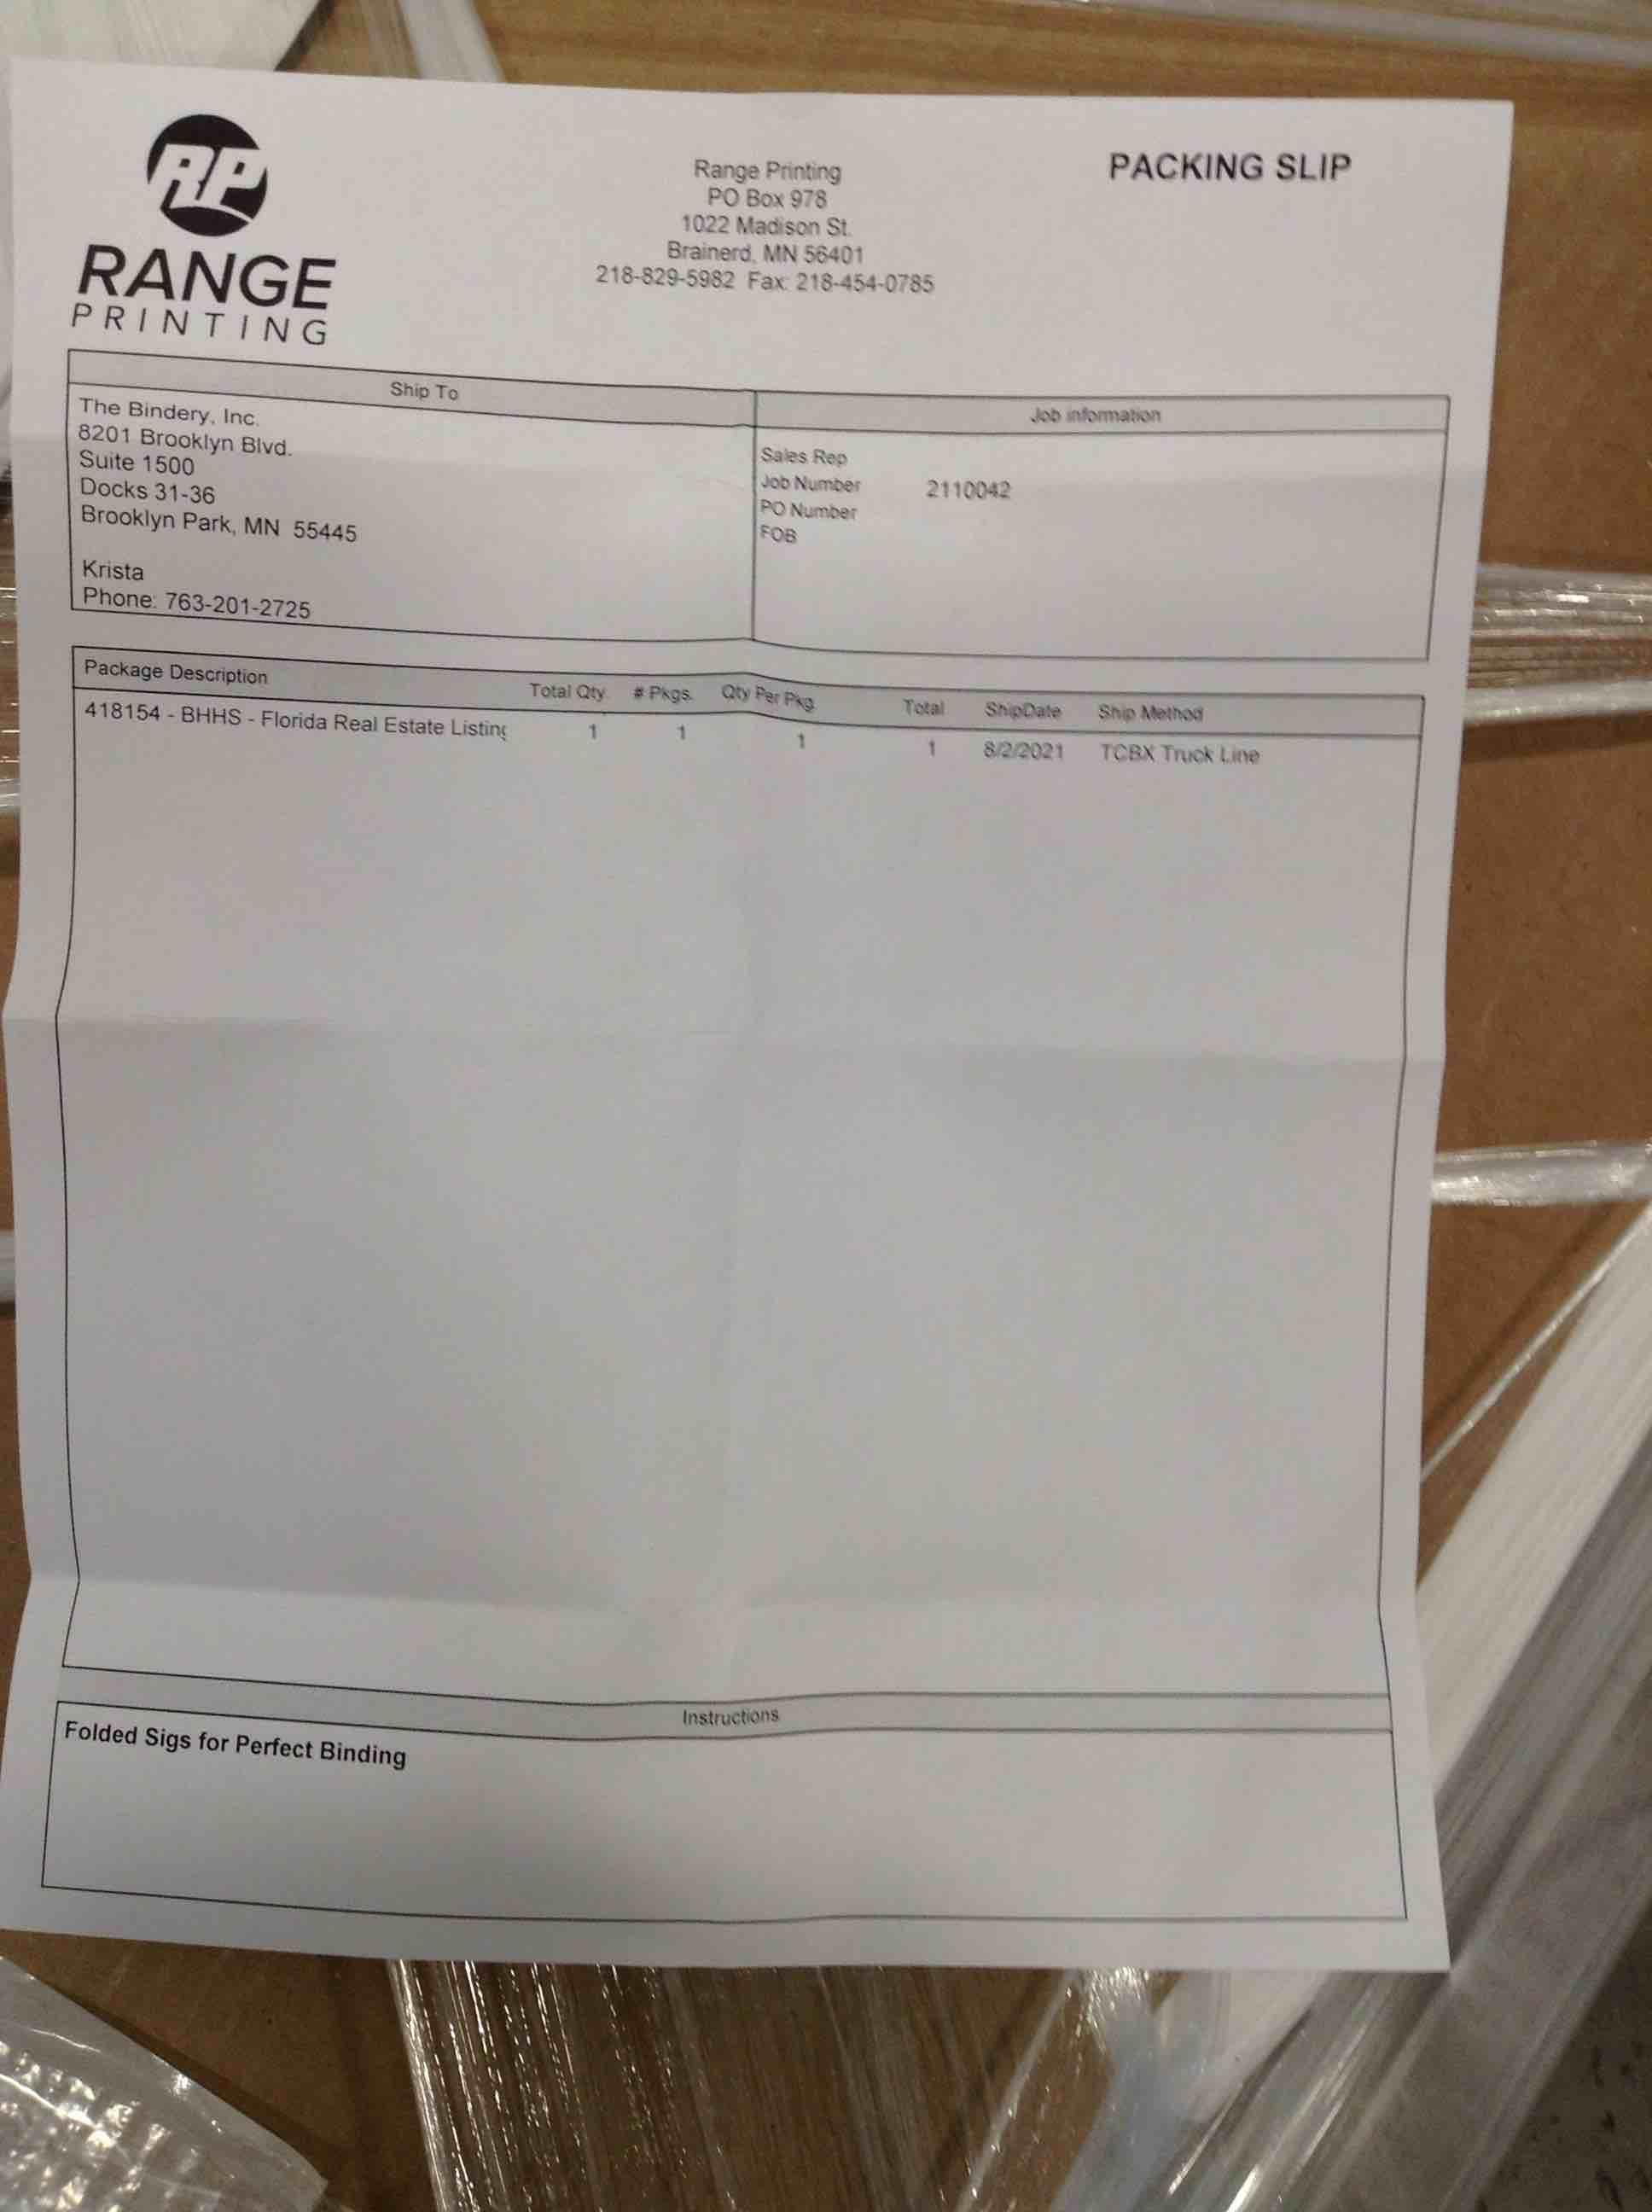 RP
RANGE
PRINTING
Range Printing
PO Box 978
1022 Madison St.
Brainerd, MN 56401
218-829-5982 Fax: 218-454-0785
PACKING SLIP
Ship To
The Bindery, Inc.
8201 Brooklyn Blvd.
Suite 1500
Docks 31-36
Brooklyn Park, MN 55445
Krista
Phone: 763-201-2725
Job information
Sales Rep
Job Number 2110042
PO Number
FOB
Package Description Total Qty. # Pkgs. Qty Per Pkg. Total ShipDate Ship Method
418154 - BHHS - Florida Real Estate Listing 1 1 1 1 8/2/2021 TCBX Truck Line
Instructions
Folded Sigs for Perfect Binding